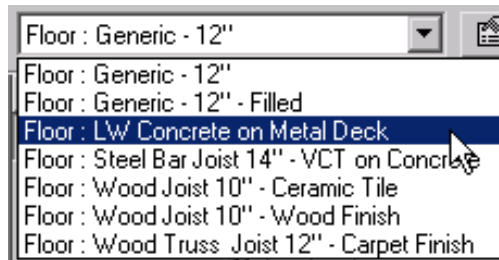 Floor : Generic - 12"
Floor : Generic - 12"
Floor : Generic - 12" - Filled
Floor : LW Concrete on Metal Deck
Floor : Steel Bar Joist 14" - VCT on Concrete
Floor : Wood Joist 10" - Ceramic Tile
Floor : Wood Joist 10" - Wood Finish
Floor : Wood Truss Joist 12" - Carpet Finish